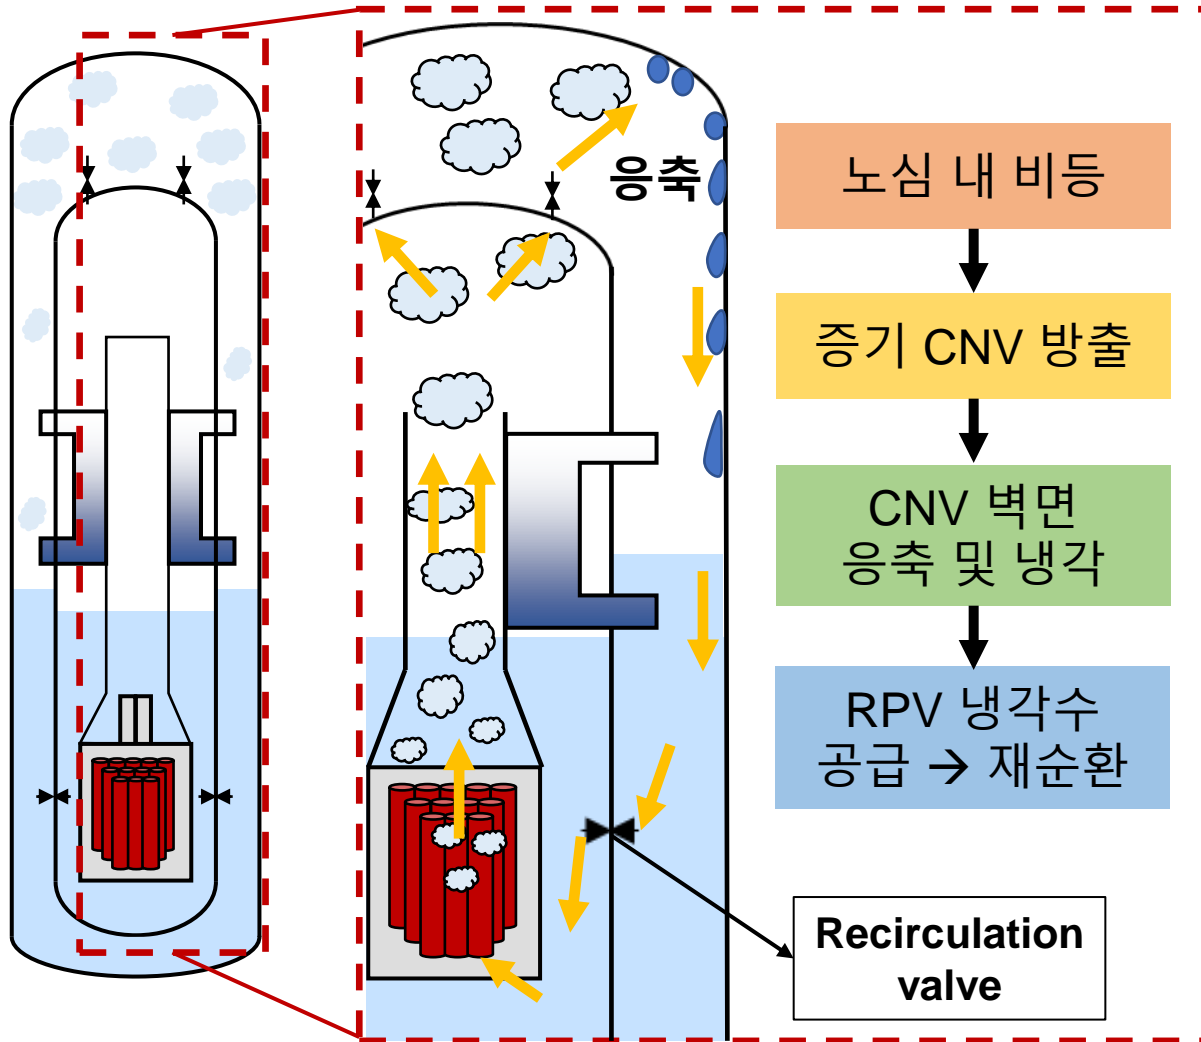 응축
노심 내 비등
증기 CNV 방출
CNV 벽면
응축 및 냉각
RPV 냉각수
공급 → 재순환
Recirculation
valve